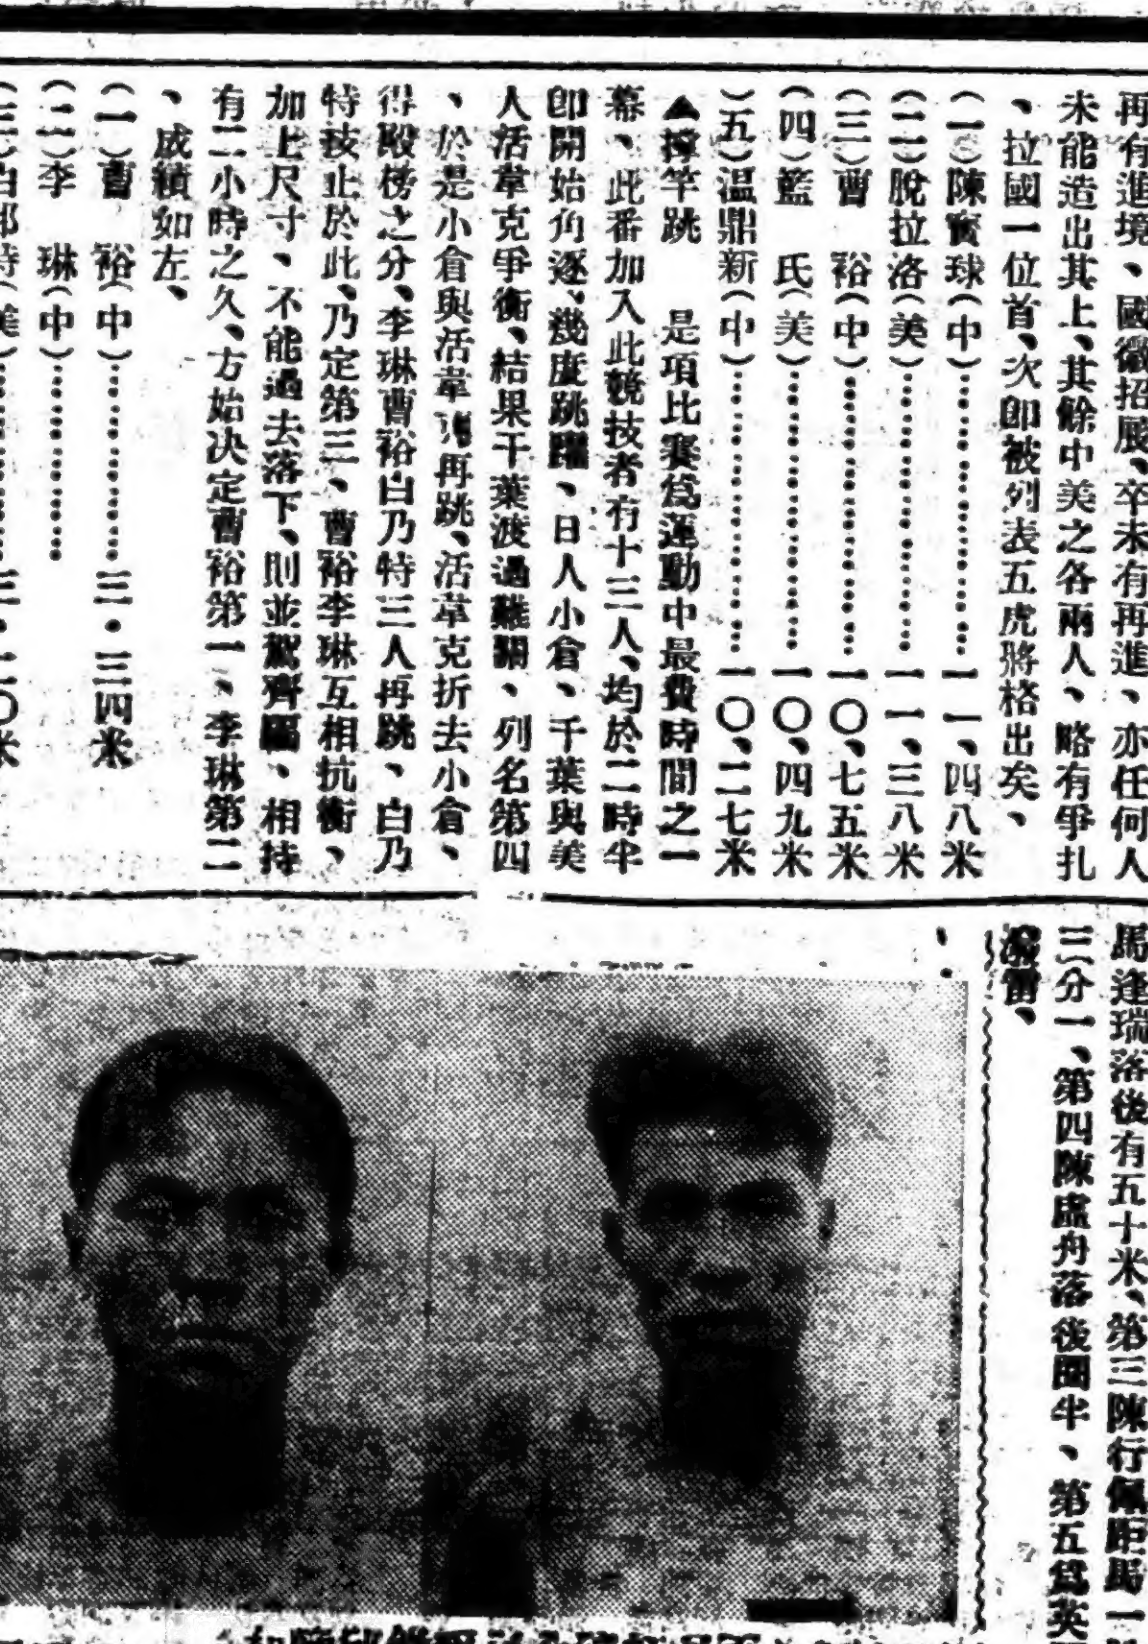 再有進境、國徽招展、卒未有再進、亦任何人
未能造出其上、其餘中美之各兩人、略有爭扎
、拉國一位首、次卽被列表五虎將格出矣、
(一)陳寶球(中)………………一一、四八米
(二)脫拉洛(美)………………一一、三八米
(三)曹　裕(中)………………一〇、七五米
(四)籃　氏(美)………………一〇、四九米
(五)温鼎新(中)………………一〇、二七米
▲撑竿跳　是項比賽爲運動中最費時間之一
幕、此番加入此競技者有十三人、均於二時半
卽開始角逐、幾度跳躍、日人小倉、千葉與美
人活韋克爭衡、結果千葉渡過難關、列名第四
、於是小倉與活韋克再跳、活韋克折去小倉、
得殿榜之分、李琳曹裕白乃特三人再跳、白乃
特技止於此、乃定第三、曹裕李琳互相抗衡、
加上尺寸、不能過去落下、則並駕齊驅、相持
有二小時之久、方始决定曹裕第一、李琳第二
、成績如左、
(一)曹　裕(中)……………三・三四米
(二)李　琳(中)……………
馬逢瑞落後有五十米、第三陳行佩距馬一
三分一、第四陳虛舟落後圈半、第五爲英
雷、